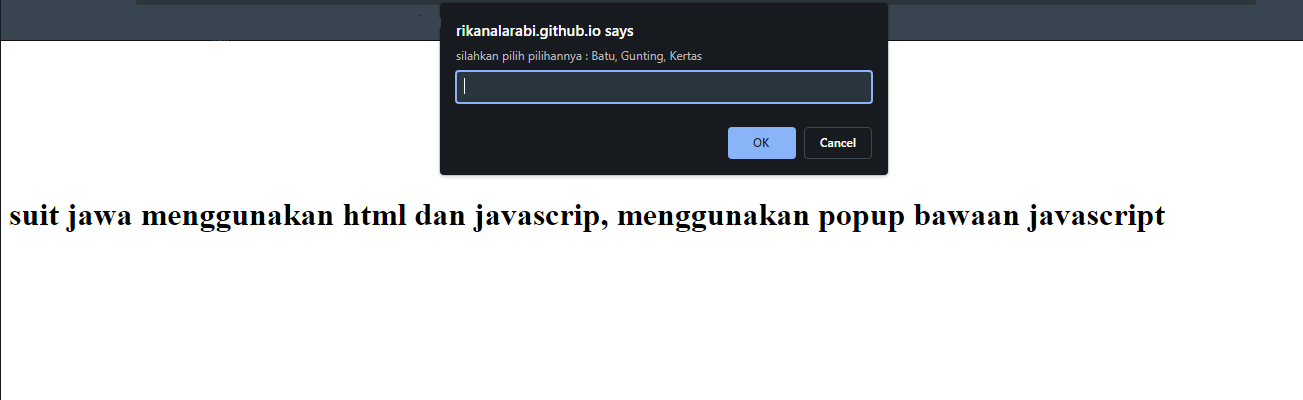 rikanalarabi.github.io says
silahkan pilih pilihannya : Batu, Gunting, Kertas
OK
Cancel
suit jawa menggunakan html dan javascrip, menggunakan popup bawaan javascript